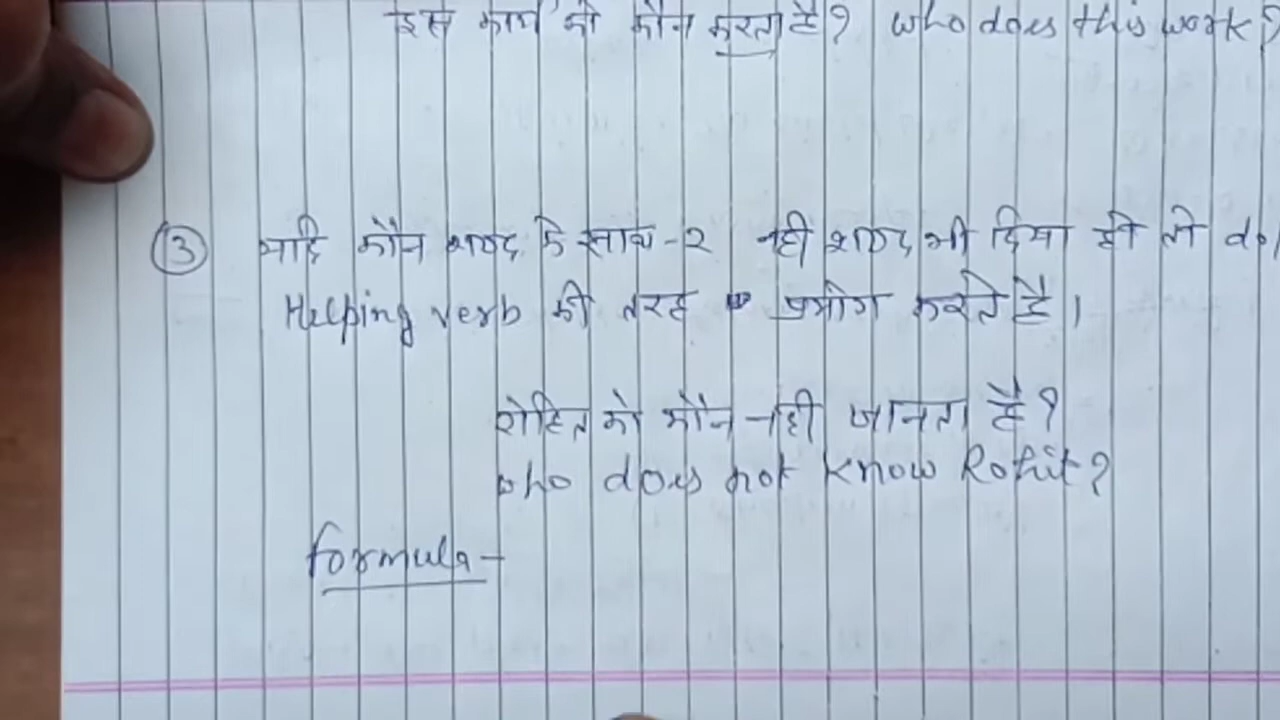 इस कार्य को कौन करता है? who does this work?
③ यदि कौन शब्द के साथ-२ नही शब्द भी दिया हो तो do/
Helping verb की तरह प्रयोग करते है।
रोहित को कौन नही जानता है?
who does not know Rohit?
formula-